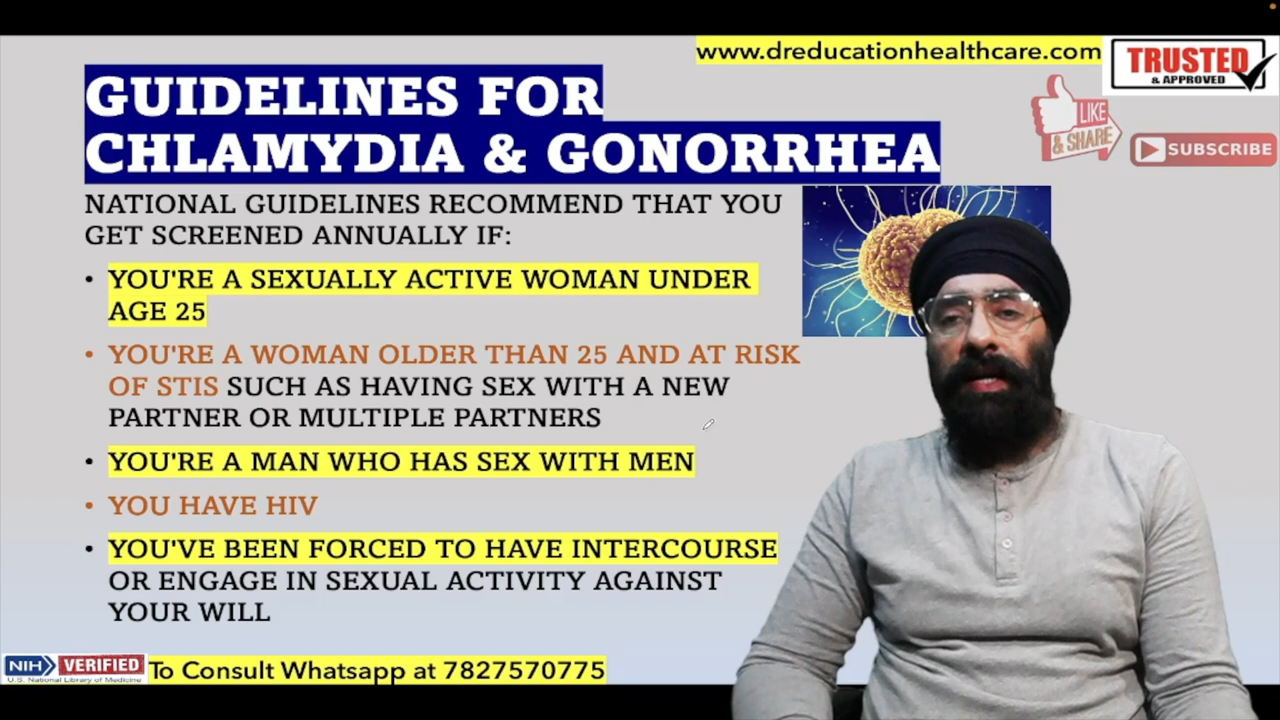 www.dreducationhealthcare.com
TRUSTED
& APPROVED
GUIDELINES FOR
CHLAMYDIA & GONORRHEA
LIKE
& SHARE
SUBSCRIBE
NATIONAL GUIDELINES RECOMMEND THAT YOU
GET SCREENED ANNUALLY IF:
• YOU'RE A SEXUALLY ACTIVE WOMAN UNDER
AGE 25
• YOU'RE A WOMAN OLDER THAN 25 AND AT RISK
OF STIS SUCH AS HAVING SEX WITH A NEW
PARTNER OR MULTIPLE PARTNERS
• YOU'RE A MAN WHO HAS SEX WITH MEN
• YOU HAVE HIV
• YOU'VE BEEN FORCED TO HAVE INTERCOURSE
OR ENGAGE IN SEXUAL ACTIVITY AGAINST
YOUR WILL
NIH VERIFIED
U.S. National Library of Medicine
To Consult Whatsapp at 7827570775